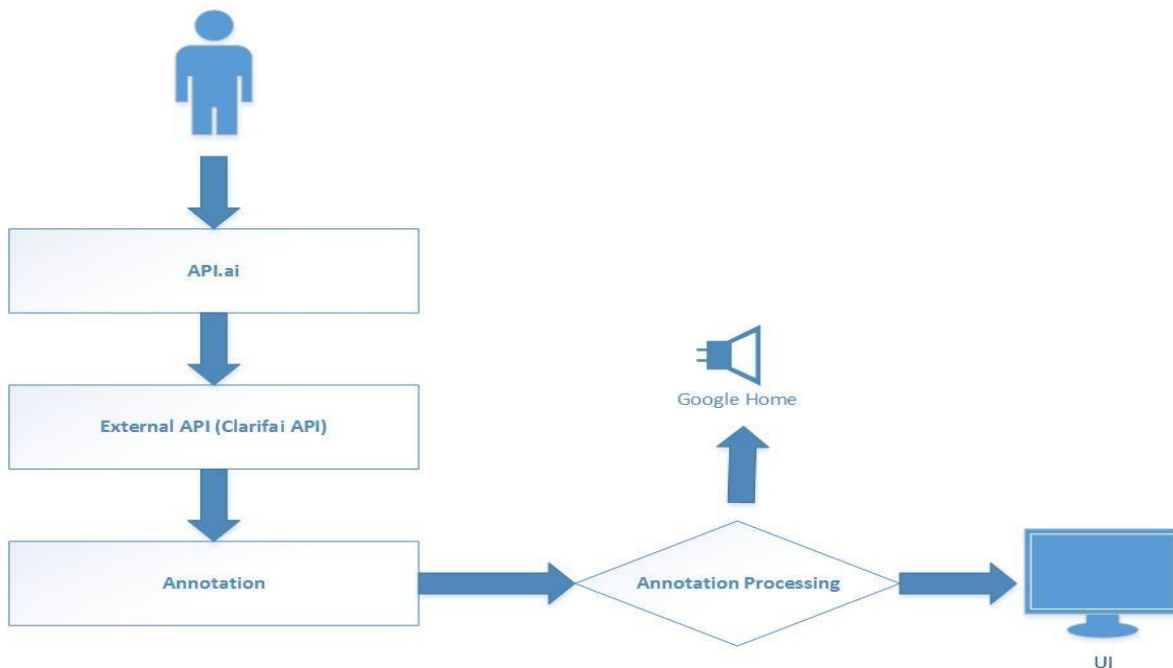 API.ai
External API (Clarifai API)
Google Home
Annotation
Annotation Processing
UI